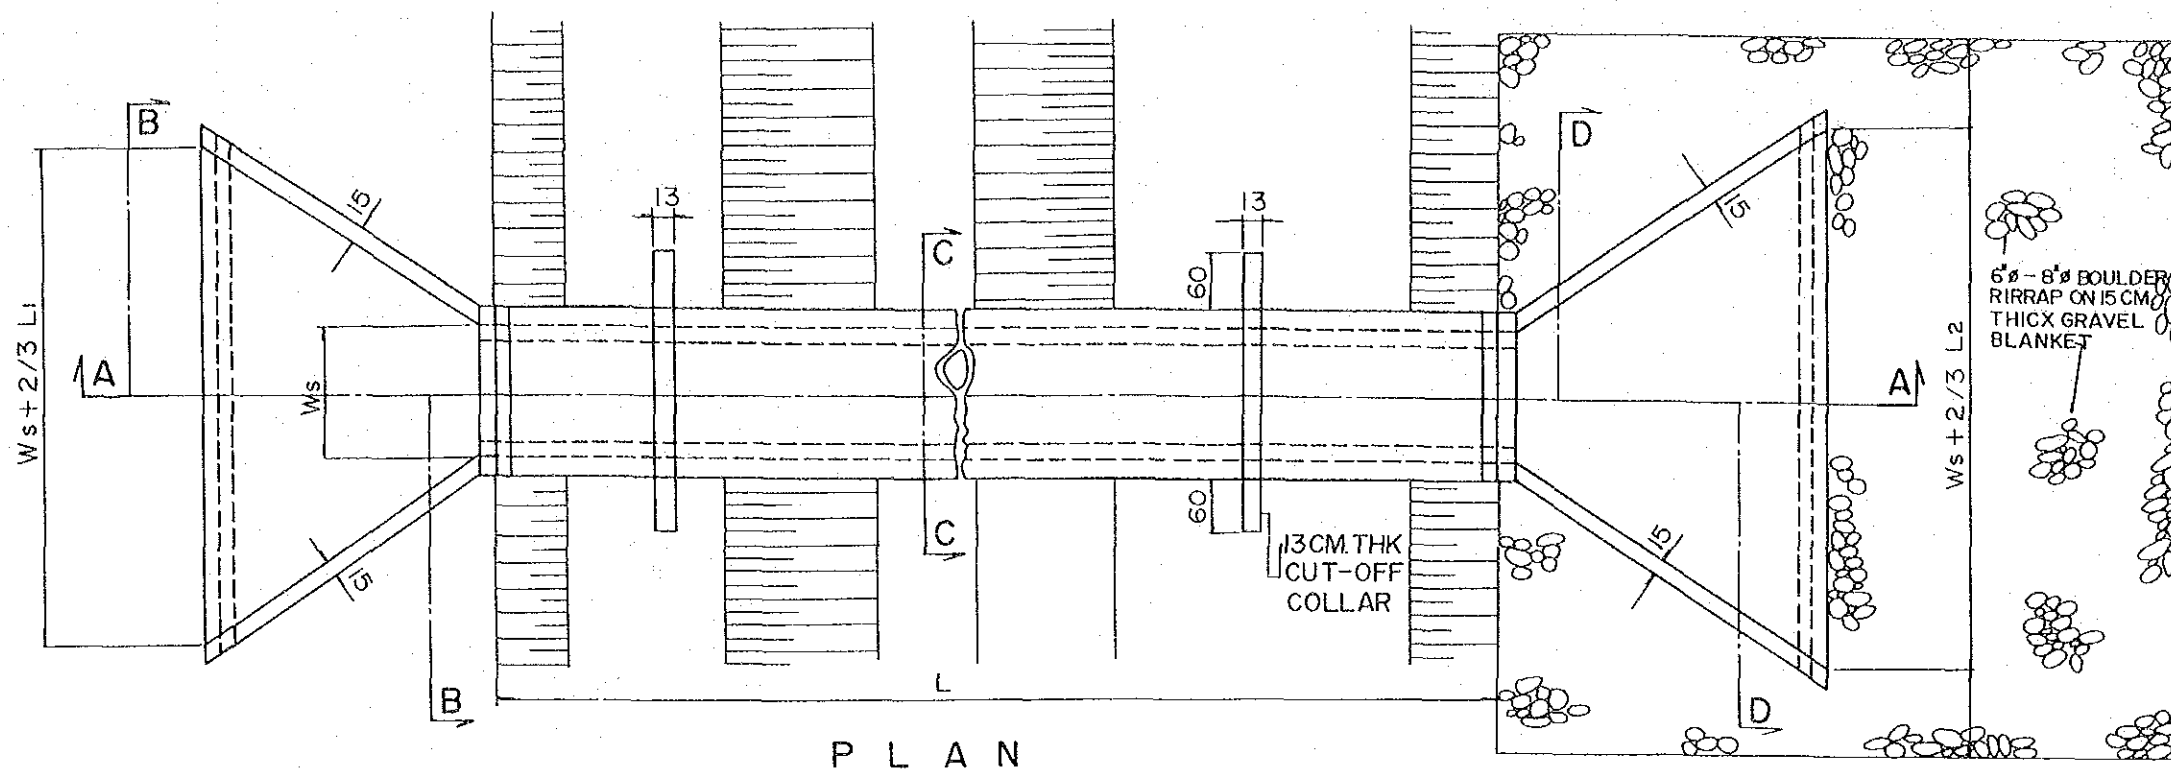 B
D
15
13
13
15
C
60
6"ø-8"ø BOULDER
RIRRAP ON 15 CM.
THICX GRAVEL
BLANKET
Ws + 2/3 L1
A
Ws
A
Ws + 2/3 L2
60
C
13 CM. THK
CUT-OFF
COLLAR
15
15
L
B
D
PLAN